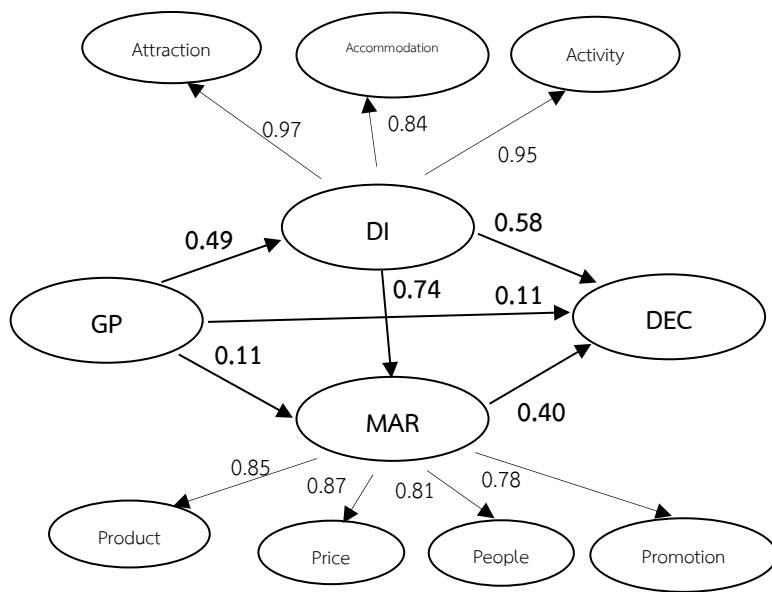 Attraction
Accommodation
Activity
0.97
0.84
0.95
DI
0.49
0.58
0.74
0.11
GP
DEC
0.11
MAR
0.40
0.85
0.87
0.81
0.78
Product
Price
People
Promotion